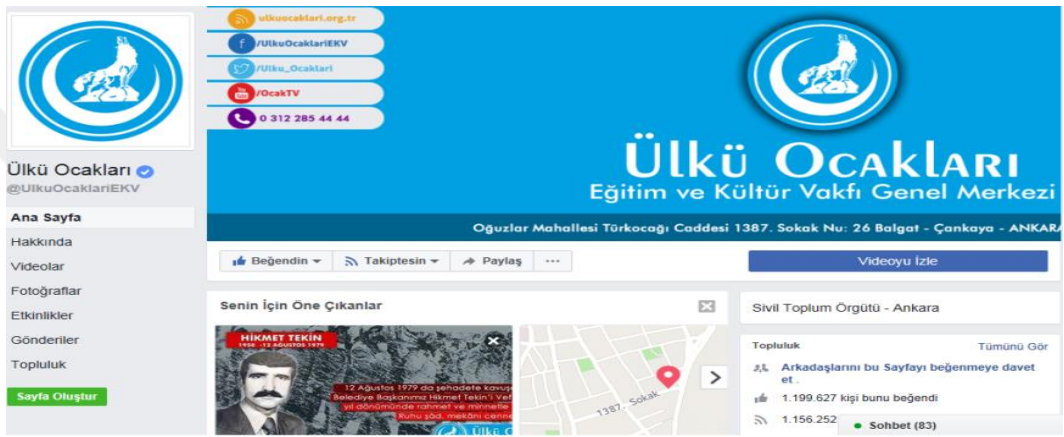 ulkuocaklari.org.tr
/UlkuOcaklariEKV
/Ulku_Ocaklari
/OcakTV
0 312 285 44 44
Ülkü Ocakları
Eğitim ve Kültür Vakfı Genel Merkezi
Oğuzlar Mahallesi Türkocağı Caddesi 1387. Sokak Nu: 26 Balgat - Çankaya - ANKARA
Ülkü Ocakları
@UlkuOcaklariEKV
Ana Sayfa
Hakkında
Videolar
Fotoğraflar
Etkinlikler
Gönderiler
Topluluk
Sayfa Oluştur
Beğendin
Takiptesin
Paylaş
Videoyu İzle
Senin İçin Öne Çıkanlar
HİKMET TEKİN
1936 - 12 AĞUSTOS 1979
12 Ağustos 1979 da şehadete kavuş
Belediye Başkanımız Hikmet Tekin'i Vef
yıl dönümünde rahmet ve minnetle
Ruhu şâd, mekânı cenne
Ülkü O
1387. Sokak
Sivil Toplum Örgütü - Ankara
Topluluk
Tümünü Gör
Arkadaşlarını bu Sayfayı beğenmeye davet
et .
1.199.627 kişi bunu beğendi
1.156.252
Sohbet (83)